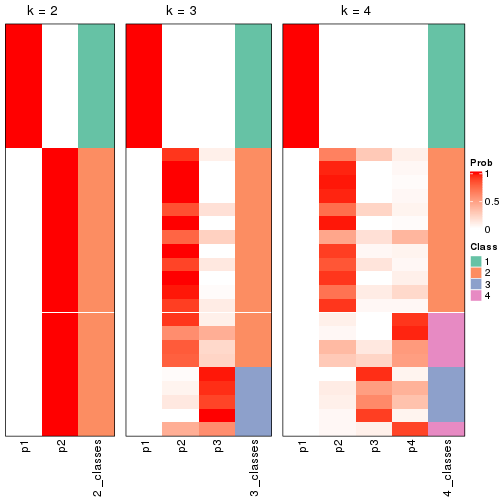 k = 2
k = 3
k = 4
p1
p2
2_classes
p1
p2
p3
3_classes
p1
p2
p3
p4
4_classes
Prob
1
0.5
0
Class
1
2
3
4